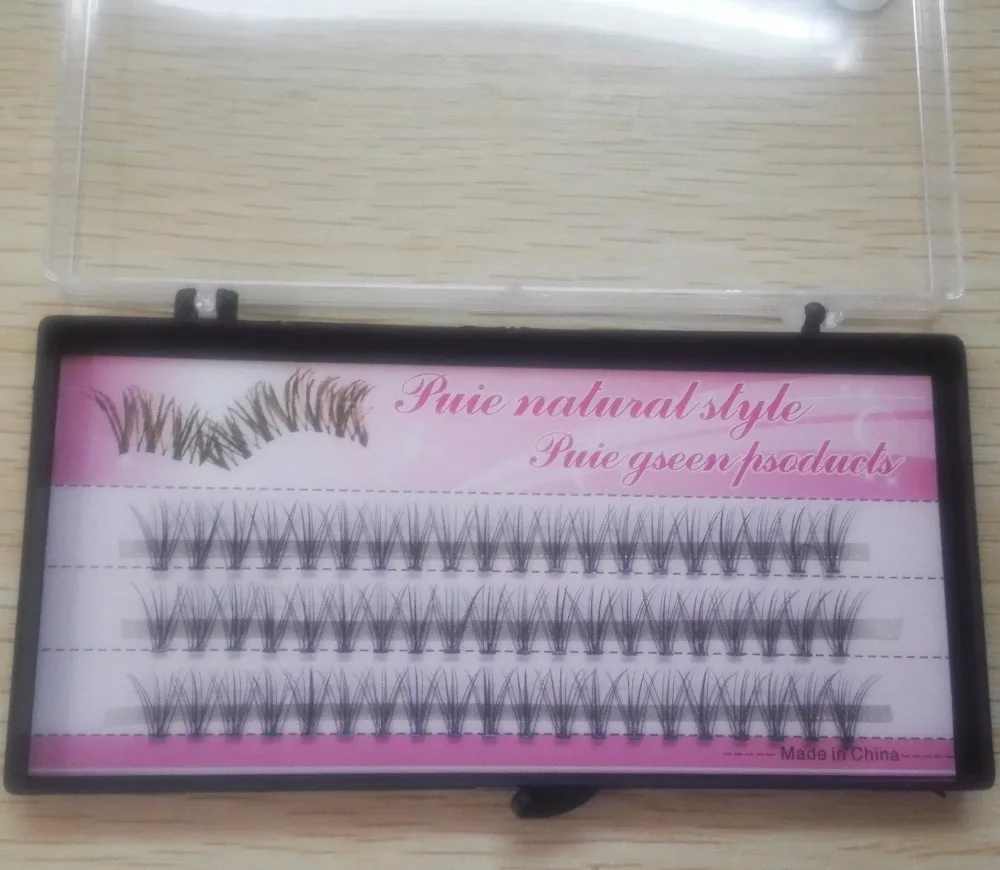 Puie natural style
Puie gseen psoducts
Made in China